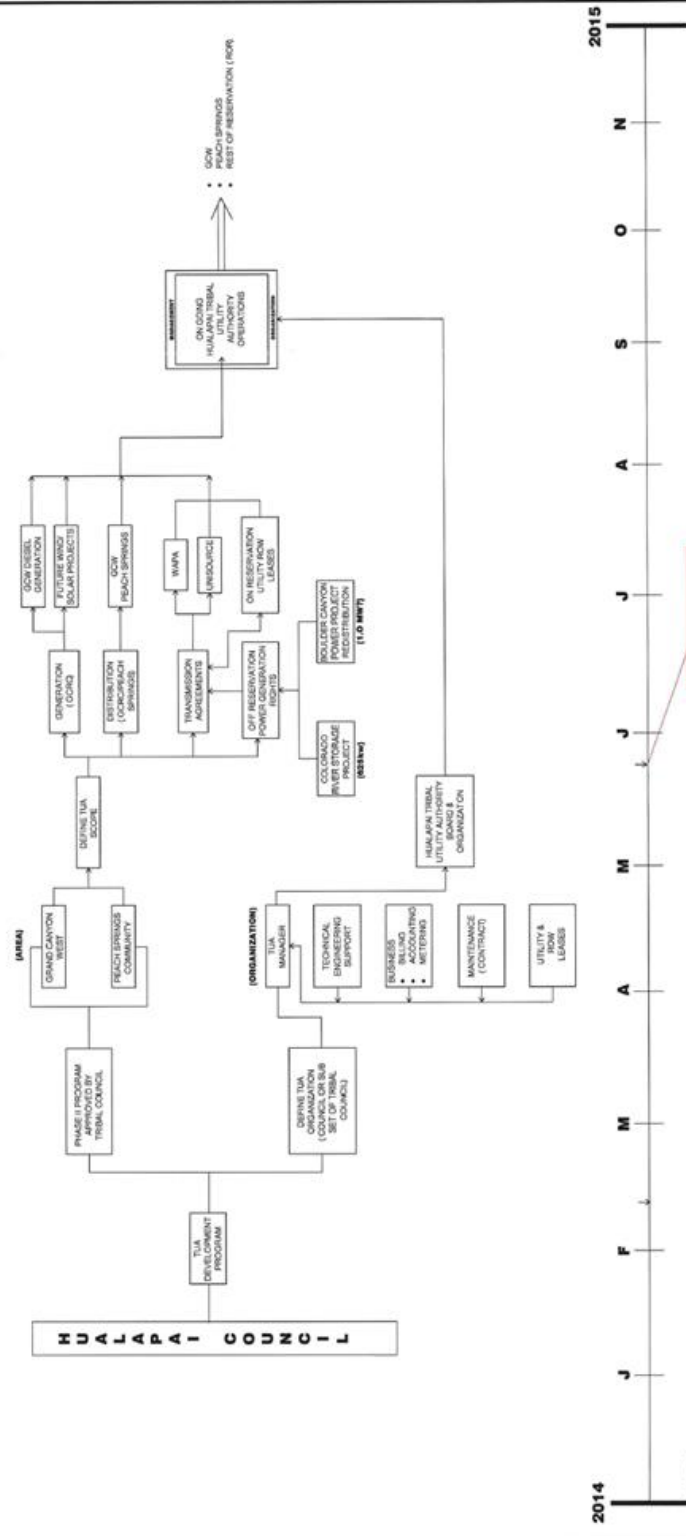 HUALAPAI COUNCIL
TUA
DEVELOPMENT
PROGRAM
PHASE II PROGRAM
APPROVED BY
TRIBAL COUNCIL
(AREA)
GRAND CANYON
WEST
PEACH SPRINGS
COMMUNITY
DEFINE TUA
SCOPE
GENERATION
(GCRC)
DISTRIBUTION
(GCRC/PEACH
SPRINGS)
TRANSMISSION
AGREEMENTS
OFF RESERVATION
POWER GENERATION
RIGHTS
GCW DIESEL
GENERATION
FUTURE WIND/
SOLAR PROJECTS
GCW
PEACH SPRINGS
WAPA
UNISOURCE
ON RESERVATION
UTILITY ROW
LEASES
COLORADO
RIVER STORAGE
PROJECT
(625kw)
BOULDER CANYON
POWER PROJECT
REDISTRIBUTION
(1.0 MW?)
MANAGEMENT
ON GOING
HUALAPAI TRIBAL
UTILITY
AUTHORITY
OPERATIONS
ORGANIZATION
• GCW
• PEACH SPRINGS
• REST OF RESERVATION (ROR)
DEFINE TUA
ORGANIZATION
(COUNCIL OR SUB
SET OF TRIBAL
COUNCIL)
(ORGANIZATION)
TUA
MANAGER
TECHNICAL
ENGINEERING
SUPPORT
BUSINESS
• BILLING
• ACCOUNTING
• METERING
MAINTENANCE
(CONTRACT)
UTILITY &
ROW
LEASES
HUALAPAI TRIBAL
UTILITY AUTHORITY
BOARD &
ORGANIZATION
2014 J F M A M J J A S O N 2015